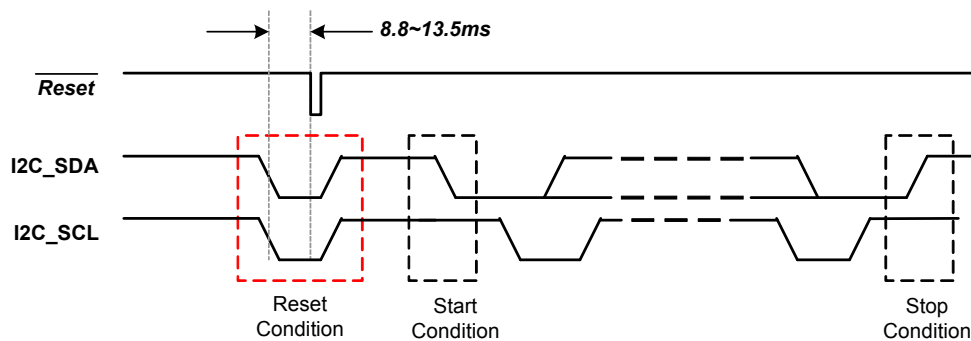 8.8~13.5ms
Reset
I2C_SDA
I2C_SCL
Reset
Condition
Start
Condition
Stop
Condition